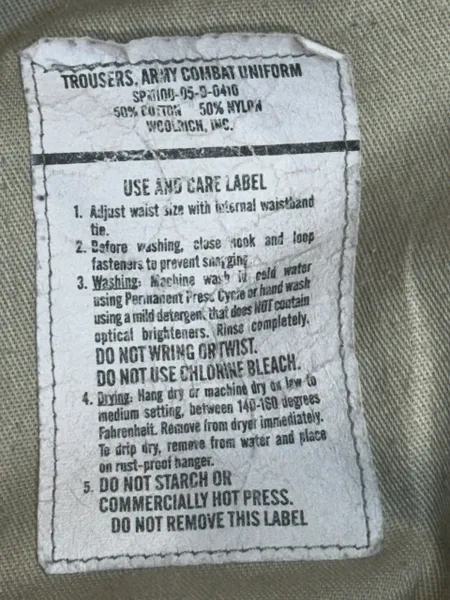 TROUSERS, ARMY COMBAT UNIFORM
SPM100-05-D-0410
50% COTTON 50% NYLON
WOOLRICH, INC.
USE AND CARE LABEL
1. Adjust waist size with internal waistband
tie.
2. Before washing, close hook and loop
fasteners to prevent snagging.
3. Washing: Machine wash in cold water
using Permanent Press Cycle or hand wash
using a mild detergent that does NOT contain
optical brighteners. Rinse completely.
DO NOT WRING OR TWIST.
DO NOT USE CHLORINE BLEACH.
4. Drying: Hang dry or machine dry on low to
medium setting, between 140-160 degrees
Fahrenheit. Remove from dryer immediately.
To drip dry, remove from water and place
on rust-proof hanger.
5. DO NOT STARCH OR
COMMERCIALLY HOT PRESS.
DO NOT REMOVE THIS LABEL